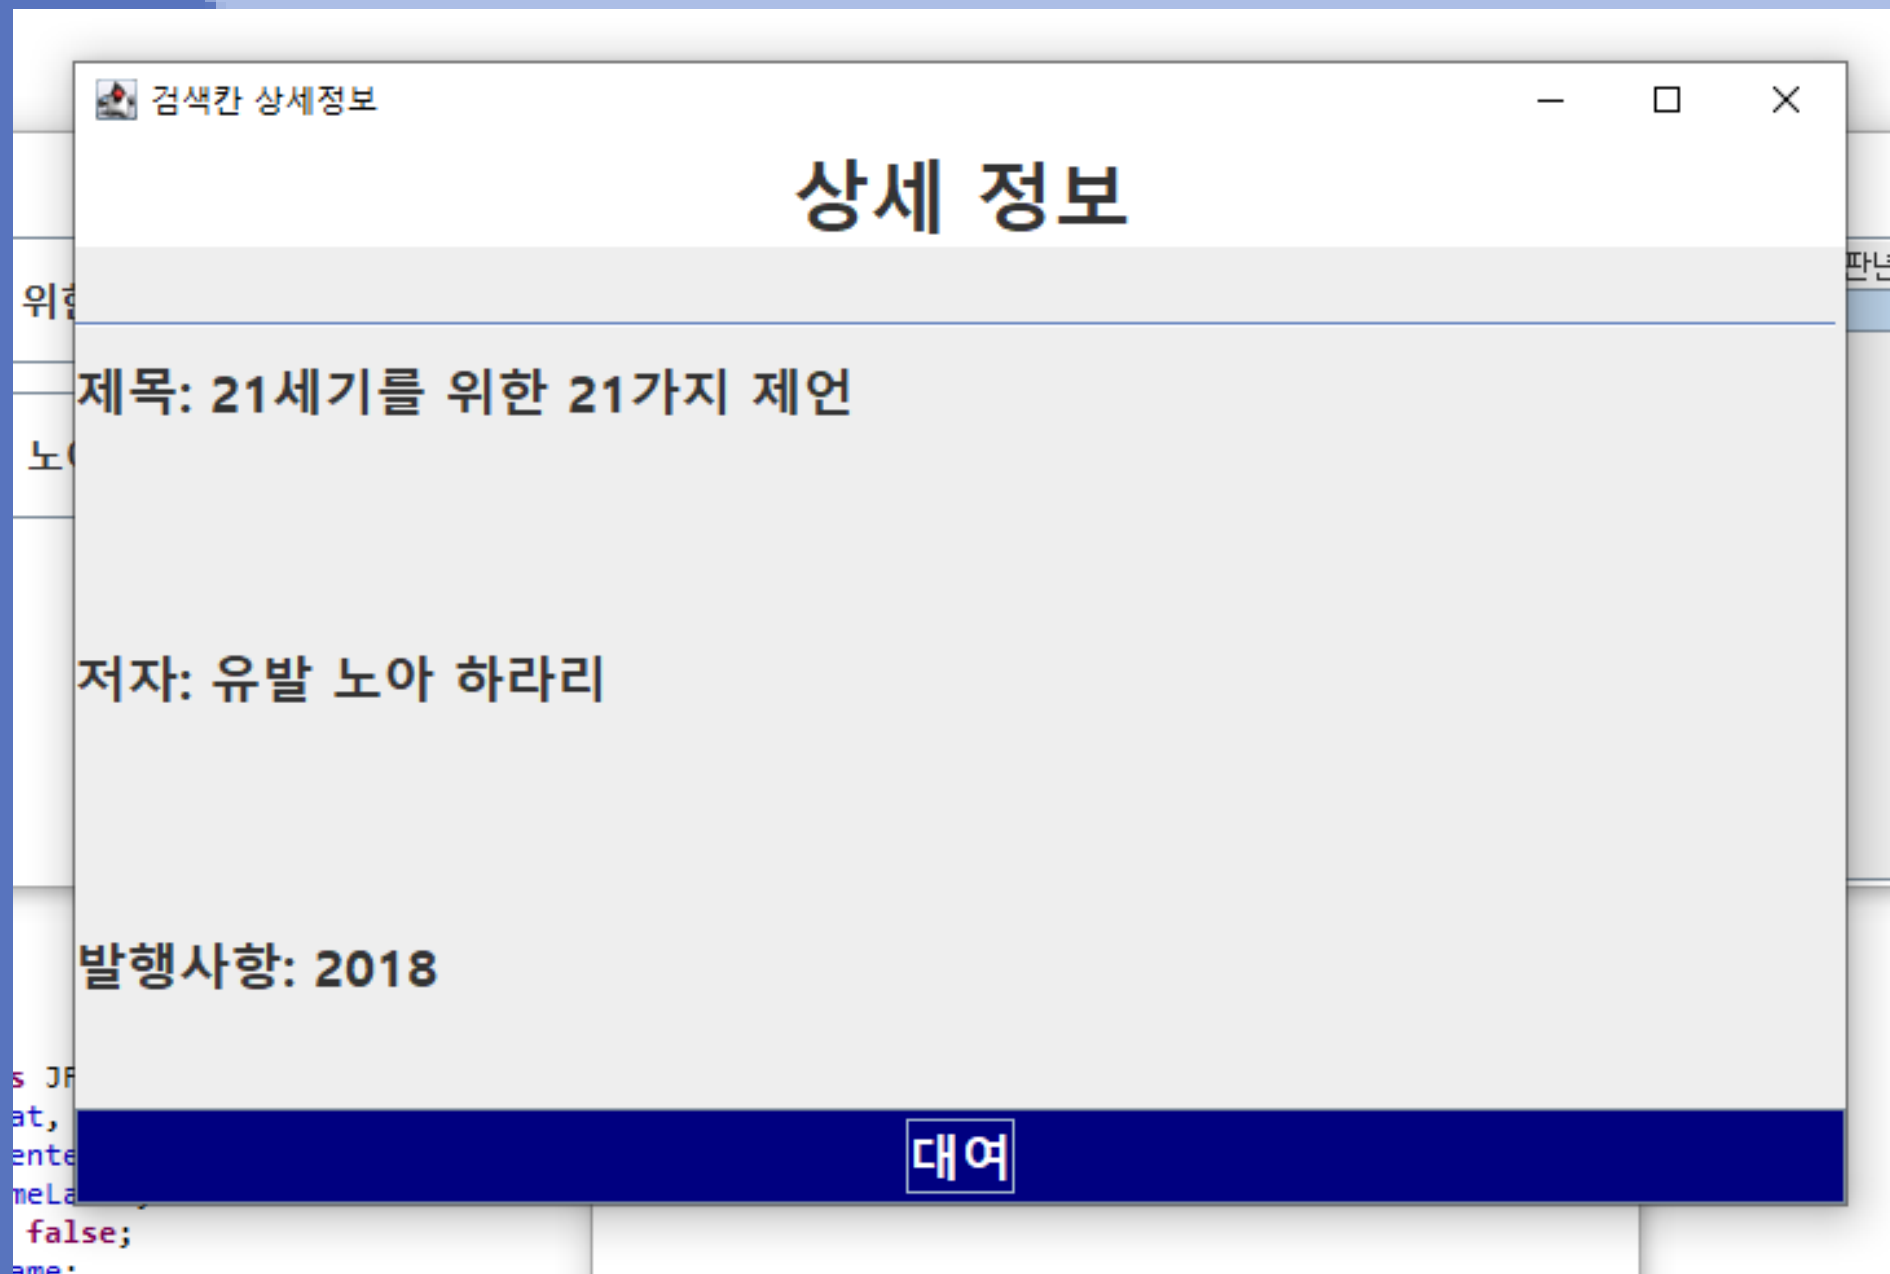 검색칸 상세정보
상세 정보
제목: 21세기를 위한 21가지 제언
저자: 유발 노아 하라리
발행사항: 2018
대여
false;